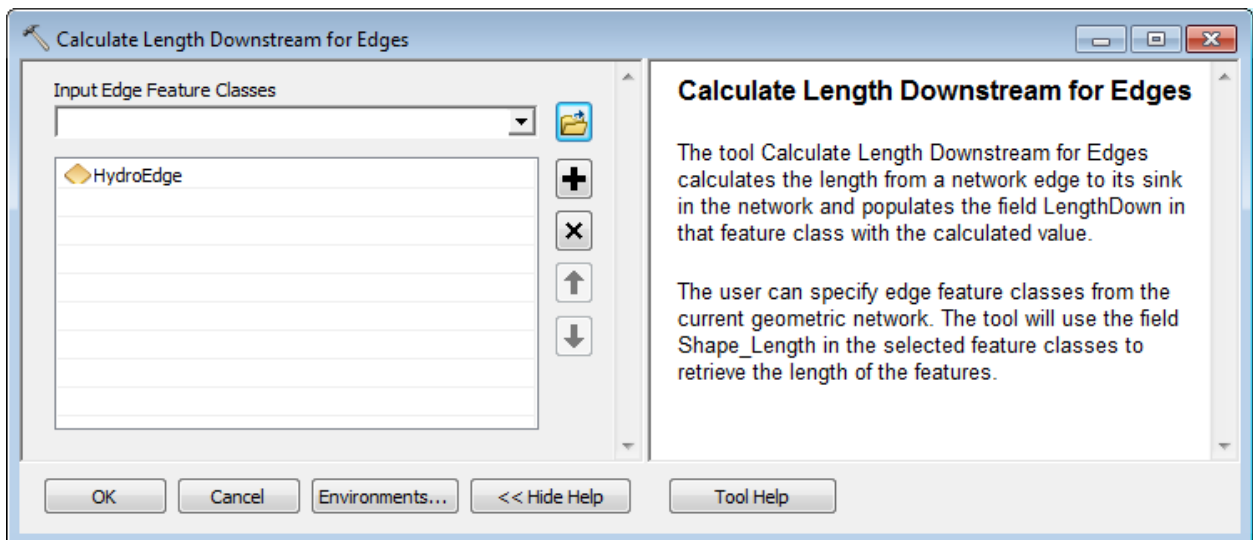 Calculate Length Downstream for Edges
Input Edge Feature Classes
HydroEdge
Calculate Length Downstream for Edges
The tool Calculate Length Downstream for Edges
calculates the length from a network edge to its sink
in the network and populates the field LengthDown in
that feature class with the calculated value.
The user can specify edge feature classes from the
current geometric network. The tool will use the field
Shape_Length in the selected feature classes to
retrieve the length of the features.
OK
Cancel
Environments...
<< Hide Help
Tool Help